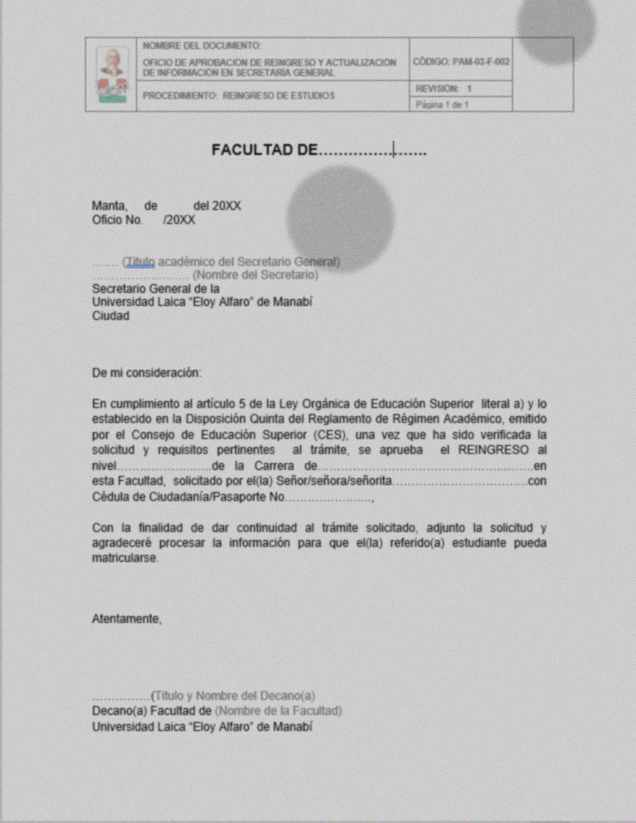 NOMBRE DEL DOCUMENTO:
OFICIO DE APROBACION DE REINGRESO Y ACTUALIZACION
DE INFORMACIÓN EN SECRETARÍA GENERAL
CÓDIGO: PAM-03-F-002
PROCEDIMIENTO: REINGRESO DE ESTUDIOS
REVISIÓN: 1
Página 1 de 1
FACULTAD DE......................
Manta, de del 20XX
Oficio No. /20XX
....... (Título académico del Secretario General)
.......................... (Nombre del Secretario)
Secretario General de la
Universidad Laica “Eloy Alfaro” de Manabí
Ciudad
De mi consideración:
En cumplimiento al artículo 5 de la Ley Orgánica de Educación Superior literal a) y lo
establecido en la Disposición Quinta del Reglamento de Régimen Académico, emitido
por el Consejo de Educación Superior (CES), una vez que ha sido verificada la
solicitud y requisitos pertinentes al trámite, se aprueba el REINGRESO al
nivel..........................de la Carrera de............................................................en
esta Facultad, solicitado por el(la) Señor/señora/señorita......................................con
Cédula de Ciudadanía/Pasaporte No........................,
Con la finalidad de dar continuidad al trámite solicitado, adjunto la solicitud y
agradeceré procesar la información para que el(la) referido(a) estudiante pueda
matricularse.
Atentamente,
................(Título y Nombre del Decano(a)
Decano(a) Facultad de (Nombre de la Facultad)
Universidad Laica “Eloy Alfaro” de Manabí